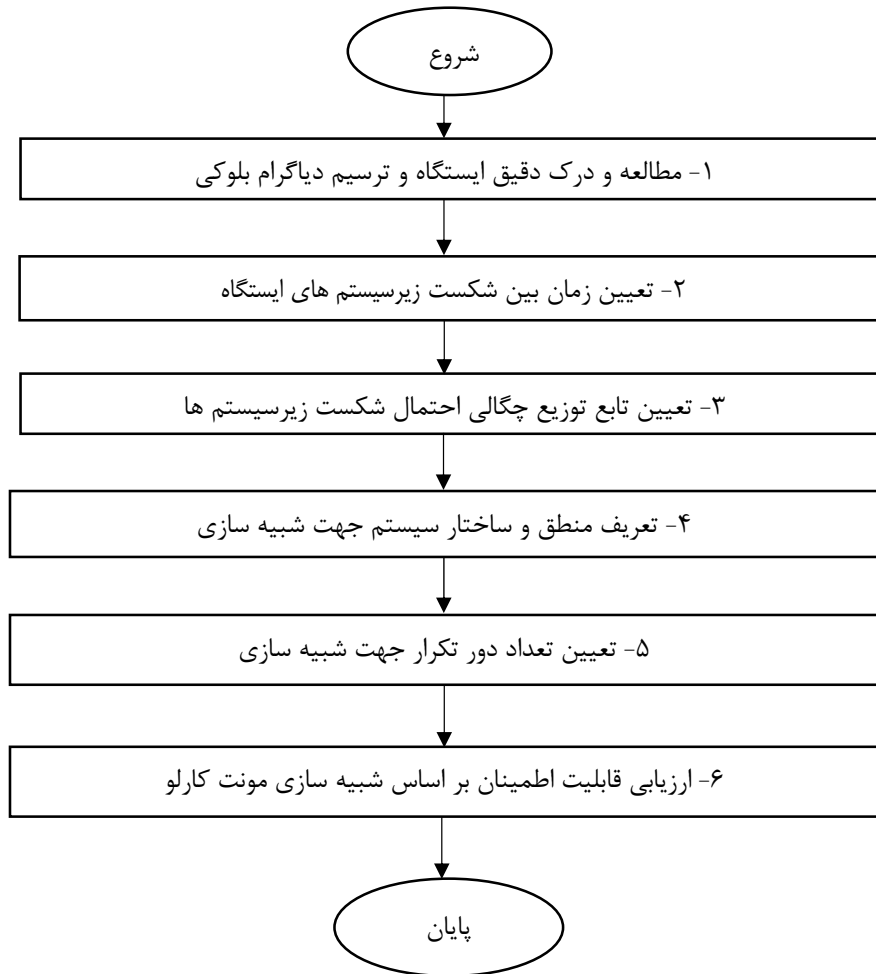 شروع
۱- مطالعه و درک دقیق ایستگاه و ترسیم دیاگرام بلوکی
۲- تعیین زمان بین شکست زیرسیستم های ایستگاه
۳- تعیین تابع توزیع چگالی احتمال شکست زیرسیستم ها
۴- تعریف منطق و ساختار سیستم جهت شبیه سازی
۵- تعیین تعداد دور تکرار جهت شبیه سازی
۶- ارزیابی قابلیت اطمینان بر اساس شبیه سازی مونت کارلو
پایان